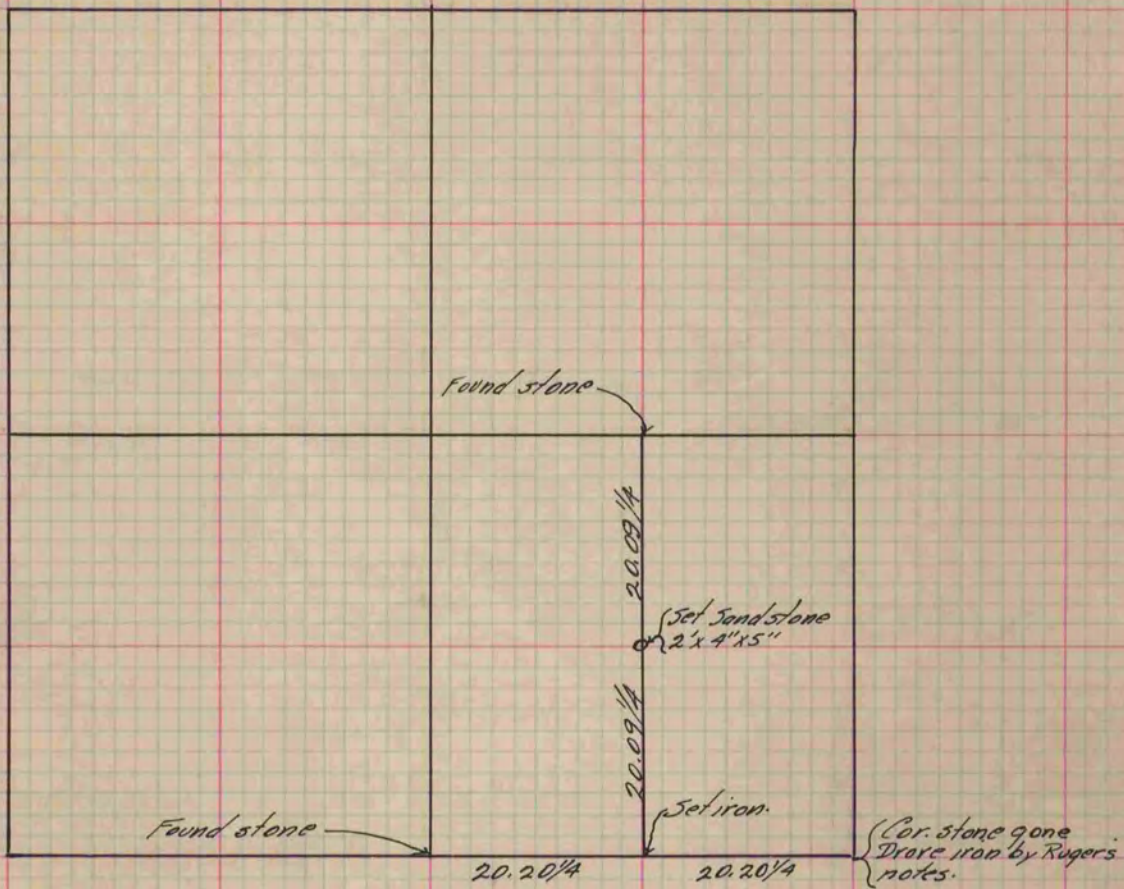 Found stone
20.09 1/4
Set Sandstone
2'x 4"x5"
20.09 1/4
Set iron.
Found stone
Cor. stone gone
Drove iron by Rugers
notes.
20.20 1/4
20.20 1/4